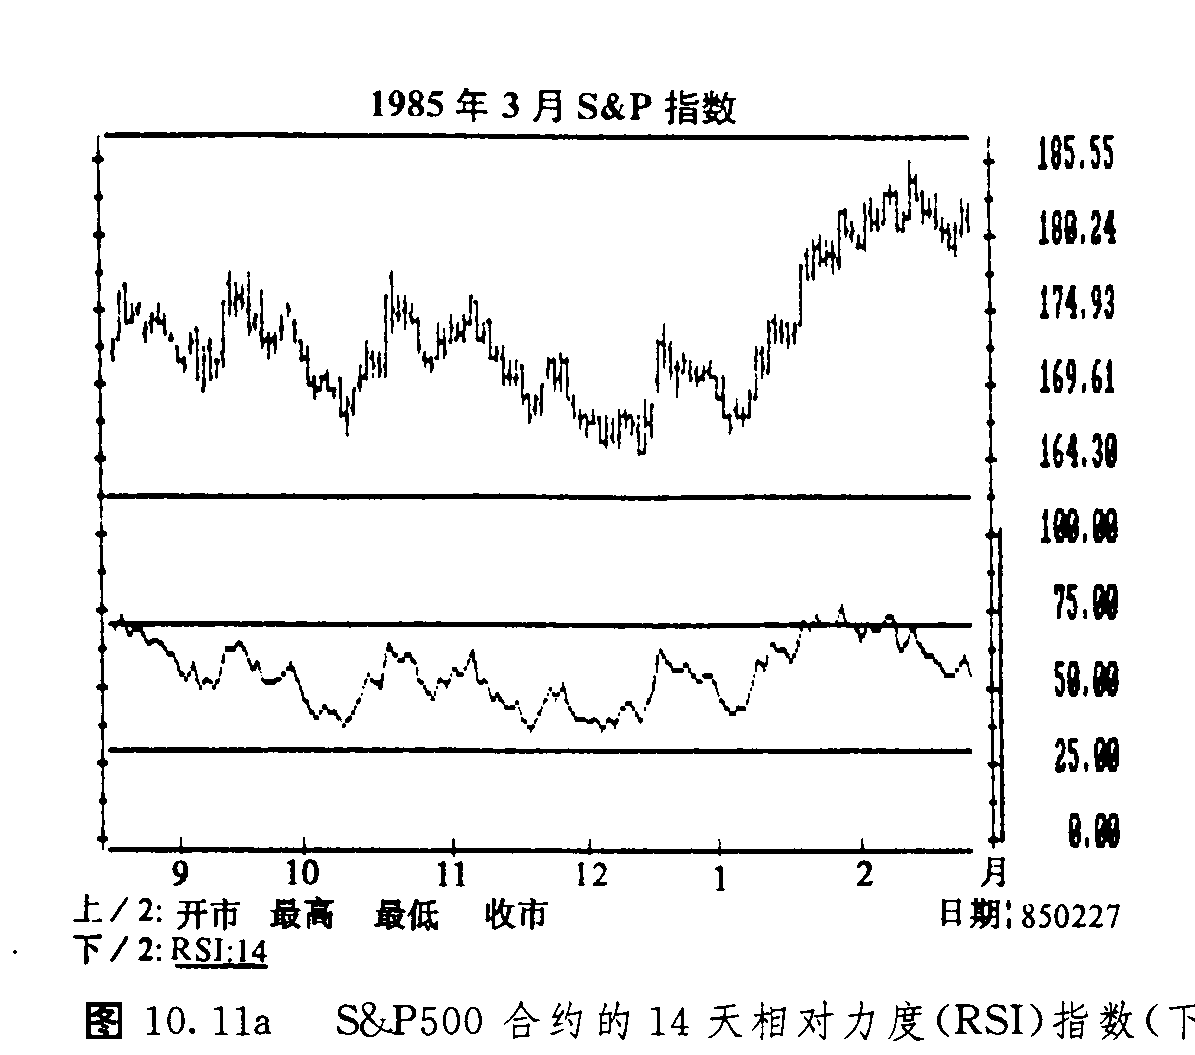 1985 年 3 月 S&P 指数
185.55
180.24
174.93
169.61
164.30
100.00
75.00
50.00
25.00
0.00
9 10 11 12 1 2 月
上/2: 开市 最高 最低 收市 日期:850227
下/2: RSI:14
图 10.11a S&P500 合约的 14 天相对力度(RSI)指数(下